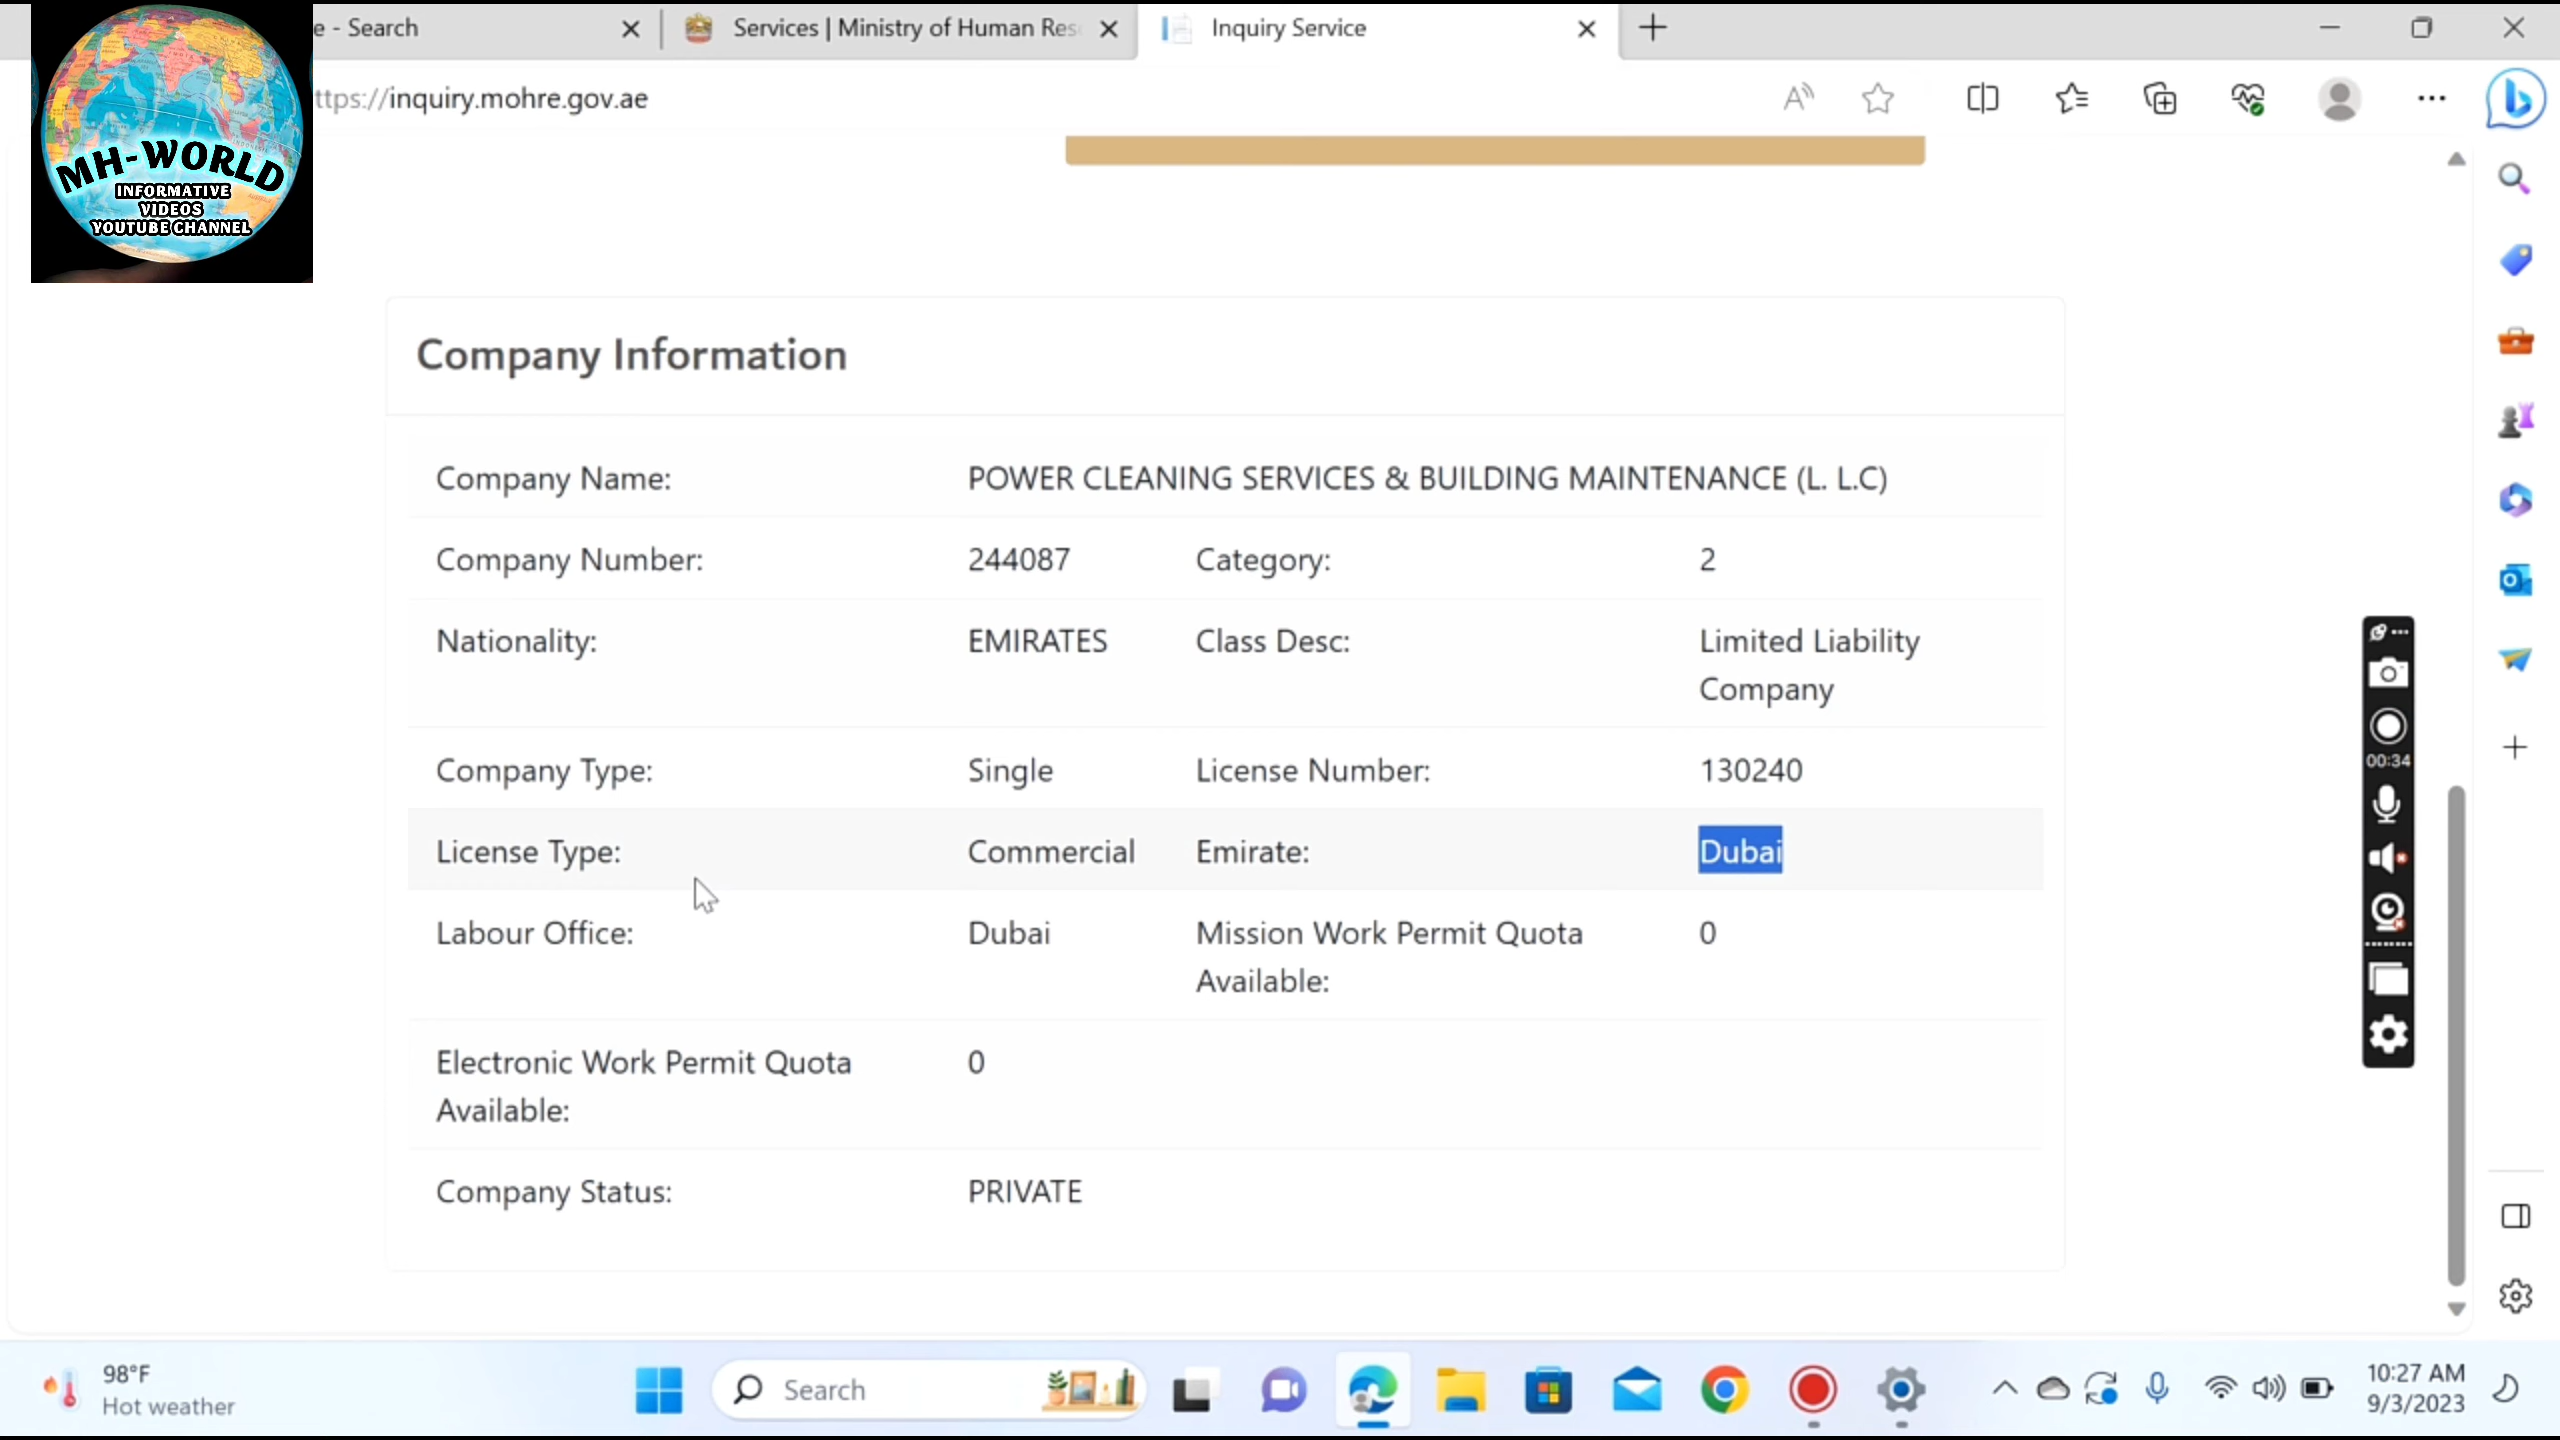 e - Search
Services | Ministry of Human Res
Inquiry Service
ttps://inquiry.mohre.gov.ae
MH-WORLD
INFORMATIVE
VIDEOS
YOUTUBE CHANNEL
Company Information
Company Name: POWER CLEANING SERVICES & BUILDING MAINTENANCE (L. L.C)
Company Number: 244087 Category: 2
Nationality: EMIRATES Class Desc: Limited Liability
Company
Company Type: Single License Number: 130240
License Type: Commercial Emirate: Dubai
Labour Office: Dubai Mission Work Permit Quota 0
Available:
Electronic Work Permit Quota 0
Available:
Company Status: PRIVATE
00:34
98°F
Hot weather
Search
10:27 AM
9/3/2023